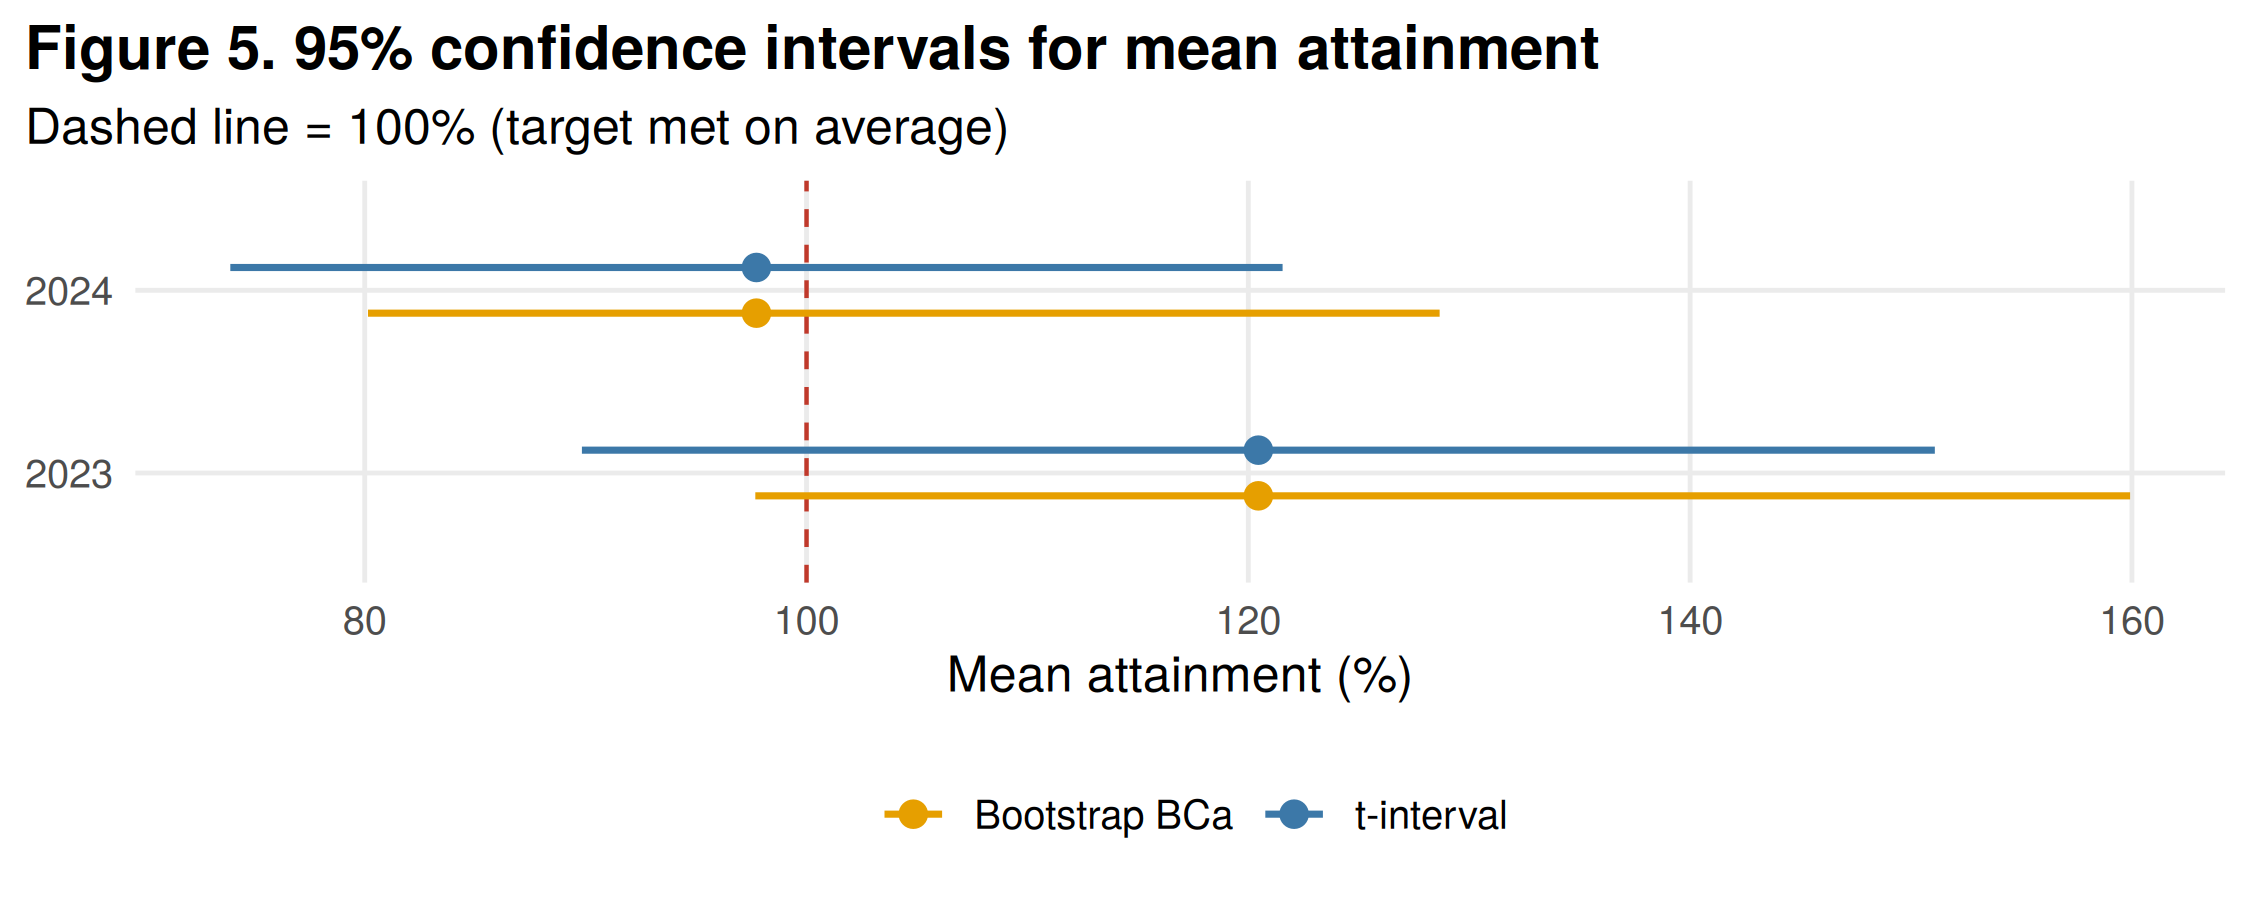 Figure 5. 95% confidence intervals for mean attainment
Dashed line = 100% (target met on average)
2024
2023
80 100 120 140 160
Mean attainment (%)
Bootstrap BCa t-interval